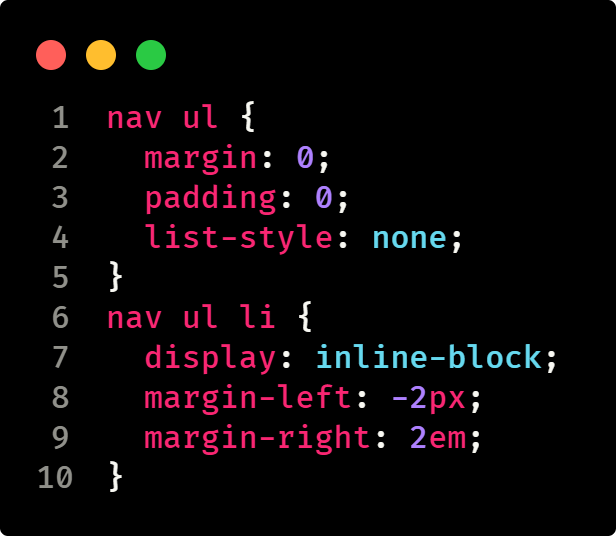 1 nav ul {
2   margin: 0;
3   padding: 0;
4   list-style: none;
5 }
6 nav ul li {
7   display: inline-block;
8   margin-left: -2px;
9   margin-right: 2em;
10 }